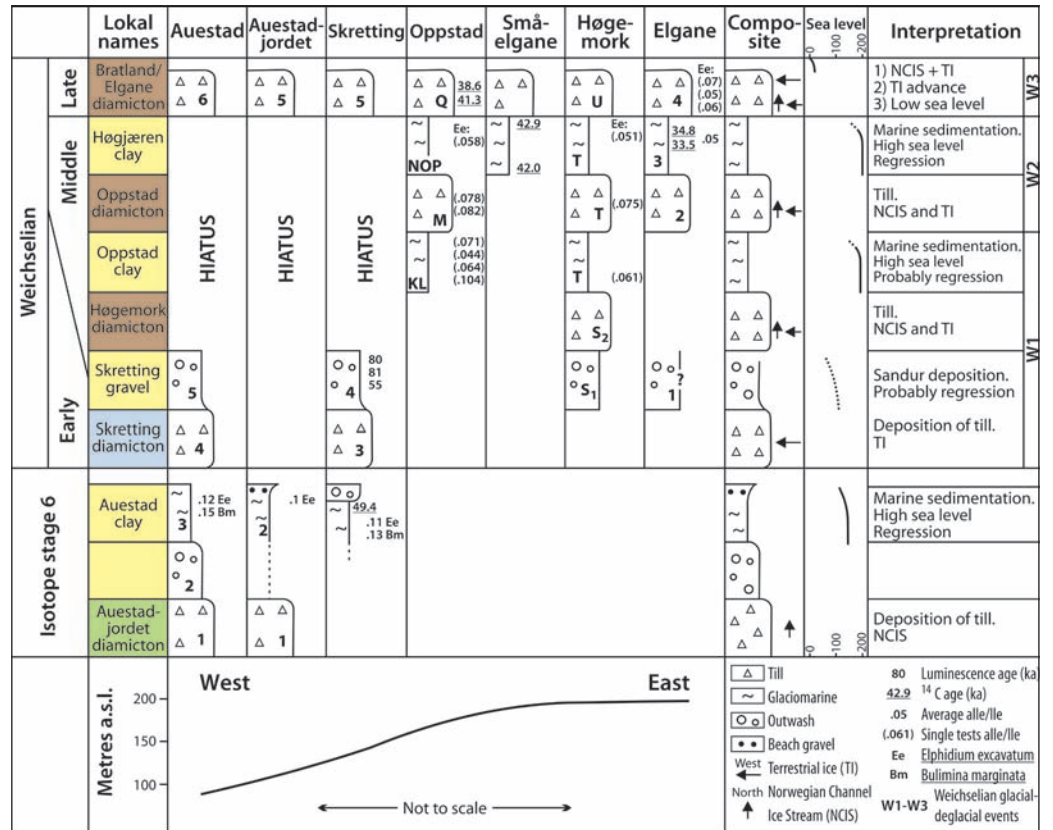 Lokal names
Auestad
Auestad-jordet
Skretting
Oppstad
Små-elgane
Høge-mork
Elgane
Compo-site
Sea level
0
-100
-200
Interpretation
Weichselian
Late
Middle
Early
Isotope stage 6
Bratland/
Elgane
diamicton
6
5
5
Q
38.6
41.3
U
4
Ee:
(.07)
(.05)
(.06)
1) NCIS + TI
2) TI advance
3) Low sea level
W3
Høgjæren
clay
HIATUS
HIATUS
HIATUS
NOP
Ee:
(.058)
42.9
42.0
T
Ee:
(.051)
3
34.8
33.5
.05
Marine sedimentation.
High sea level
Regression
W2
Oppstad
diamicton
M
(.078)
(.082)
T
(.075)
2
Till.
NCIS and TI
Oppstad
clay
KL
(.071)
(.044)
(.064)
(.104)
T
(.061)
Marine sedimentation.
High sea level
Probably regression
W1
Høgemork
diamicton
S2
Till.
NCIS and TI
Skretting
gravel
5
4
80
81
55
S1
1
?
Sandur deposition.
Probably regression
Skretting
diamicton
4
3
Deposition of till.
TI
Auestad
clay
3
.12 Ee
.15 Bm
2
.1 Ee
49.4
.11 Ee
.13 Bm
Marine sedimentation.
High sea level
Regression
2
Auestad-
jordet
diamicton
1
1
0
-100
-200
Deposition of till.
NCIS
Metres a.s.l.
200
150
100
West
East
Not to scale
Till
Glaciomarine
Outwash
Beach gravel
West
Terrestrial ice (TI)
North
Norwegian Channel
Ice Stream (NCIS)
80 Luminescence age (ka)
42.9 14 C age (ka)
.05 Average alle/Ile
(.061) Single tests alle/Ile
Ee Elphidium excavatum
Bm Bulimina marginata
W1-W3 Weichselian glacial-
deglacial events